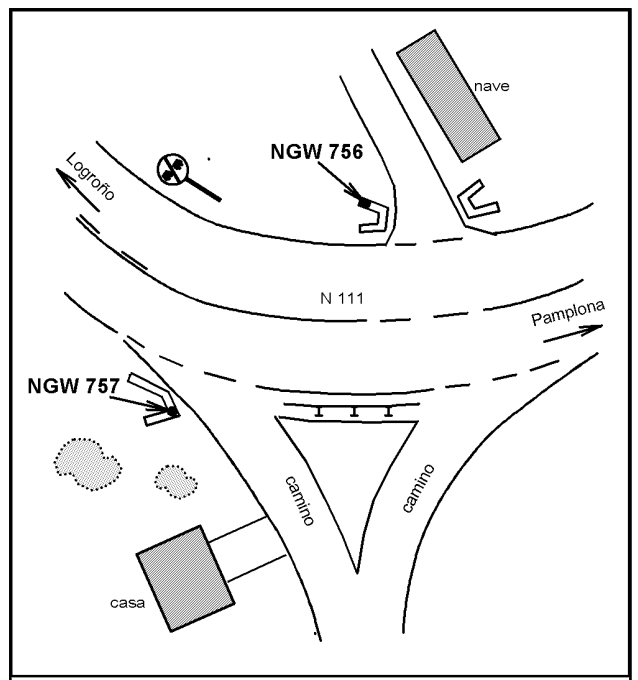 nave
NGW 756
Logroño
N 111
Pamplona
NGW 757
camino
camino
casa